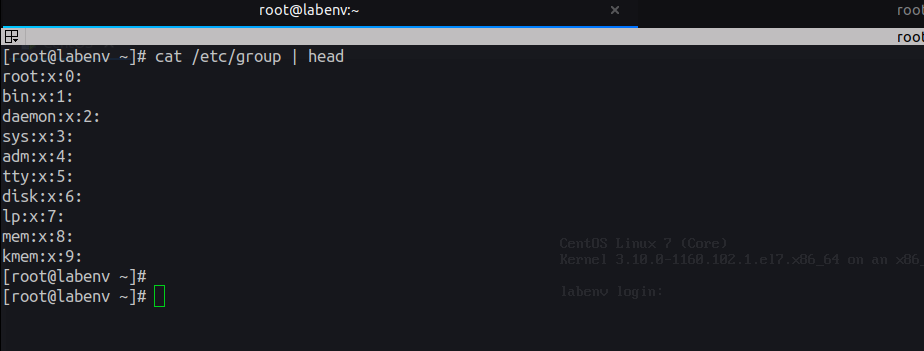 root@labenv:~ × root
root
[root@labenv ~]# cat /etc/group | head
root:x:0:
bin:x:1:
daemon:x:2:
sys:x:3:
adm:x:4:
tty:x:5:
disk:x:6:
lp:x:7:
mem:x:8:
kmem:x:9:
[root@labenv ~]#
[root@labenv ~]#
CentOS Linux 7 (Core)
Kernel 3.10.0-1160.102.1.el7.x86_64 on an x86_
labenv login: